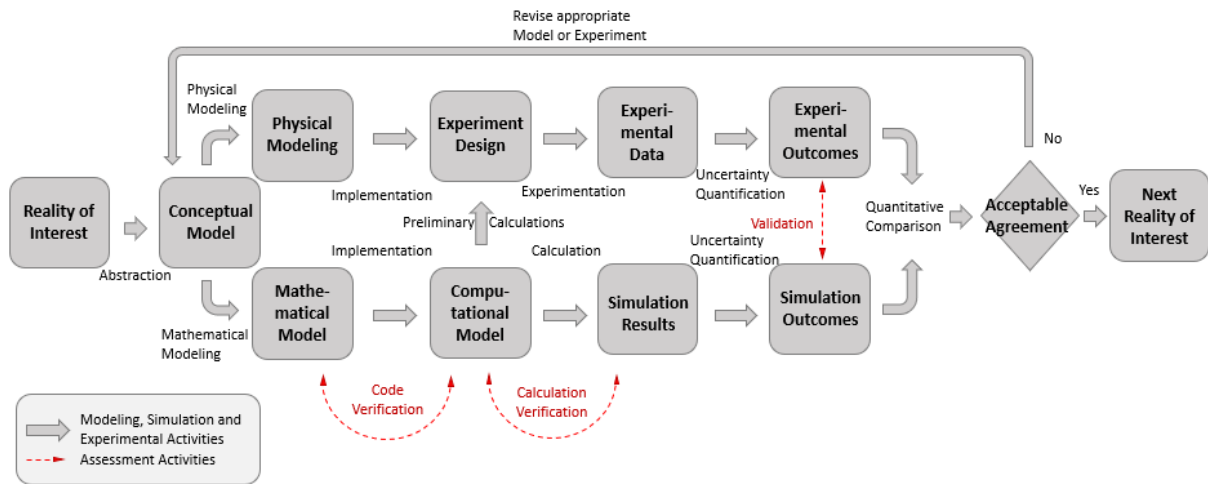 Revise appropriate
Model or Experiment
Physical
Modeling
Physical
Modeling
Experiment
Design
Experi-
mental
Data
Experi-
mental
Outcomes
No
Implementation
Experimentation
Uncertainty
Quantification
Reality of
Interest
Conceptual
Model
Abstraction
Preliminary Calculations
Validation
Quantitative
Comparison
Acceptable
Agreement
Yes
Next
Reality of
Interest
Implementation
Calculation
Uncertainty
Quantification
Mathematical
Modeling
Mathe-
matical
Model
Compu-
tational
Model
Simulation
Results
Simulation
Outcomes
Code
Verification
Calculation
Verification
Modeling, Simulation and
Experimental Activities
Assessment Activities